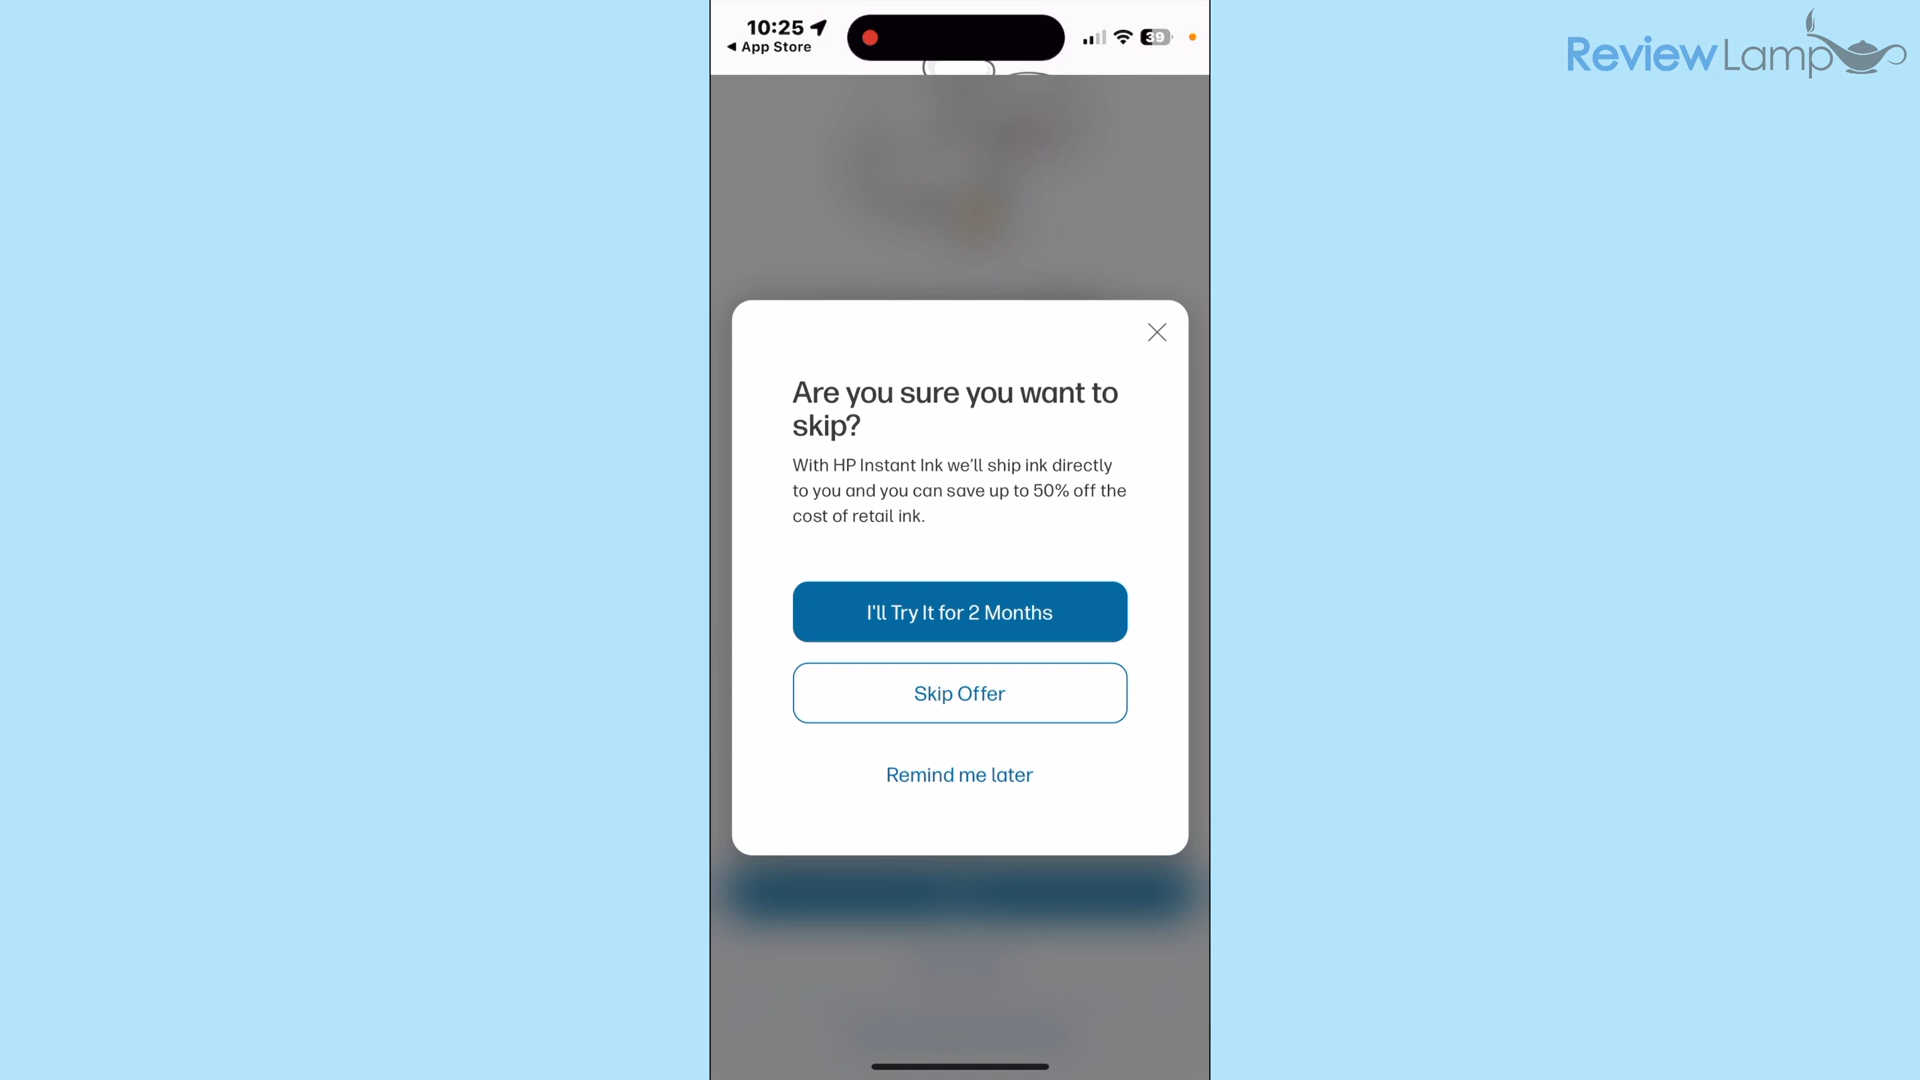 10:25
App Store
39
Review Lamp
Are you sure you want to
skip?
With HP Instant Ink we'll ship ink directly
to you and you can save up to 50% off the
cost of retail ink.
I'll Try It for 2 Months
Skip Offer
Remind me later